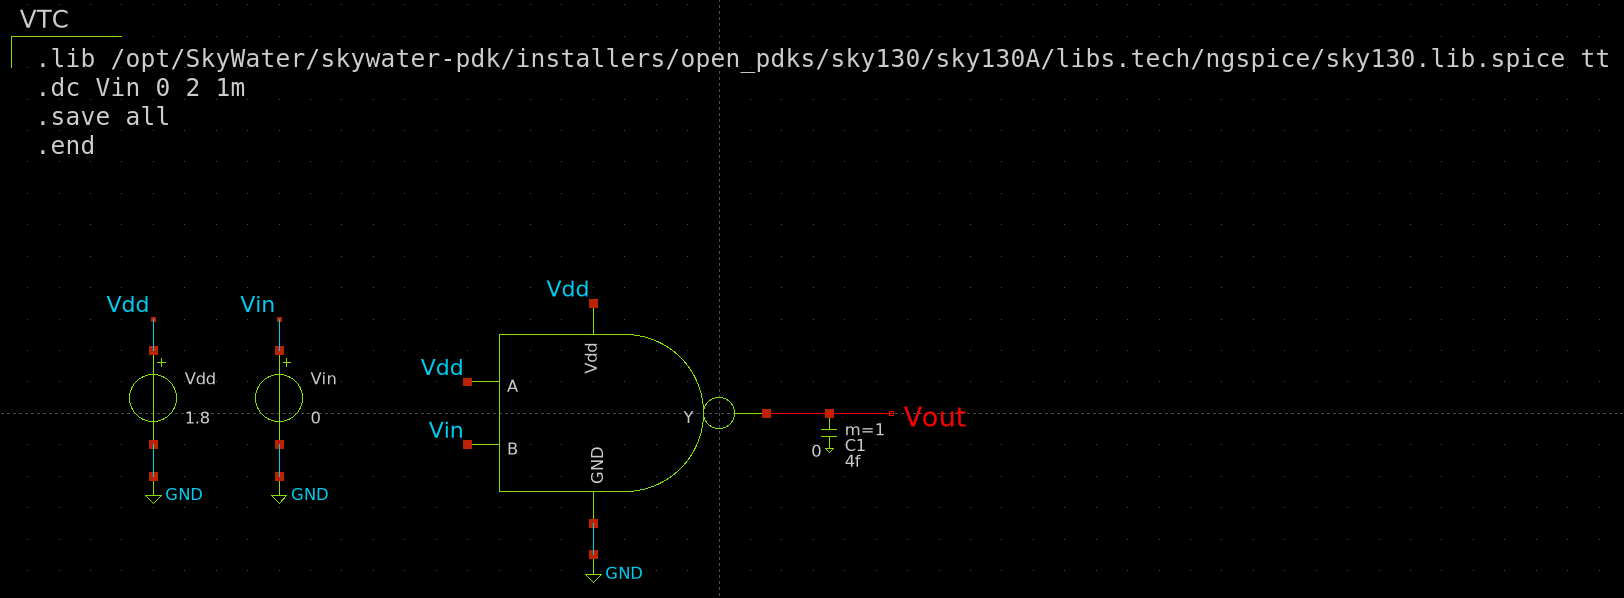 VTC
.lib /opt/SkyWater/skywater-pdk/installers/open_pdks/sky130/sky130A/libs.tech/ngspice/sky130.lib.spice tt
.dc Vin 0 2 1m
.save all
.end
Vdd
+
Vdd
1.8
GND
Vin
+
Vin
0
GND
Vdd
Vdd
Vdd
A
Vin
B
Y
GND
GND
Vout
m=1
C1
4f
0